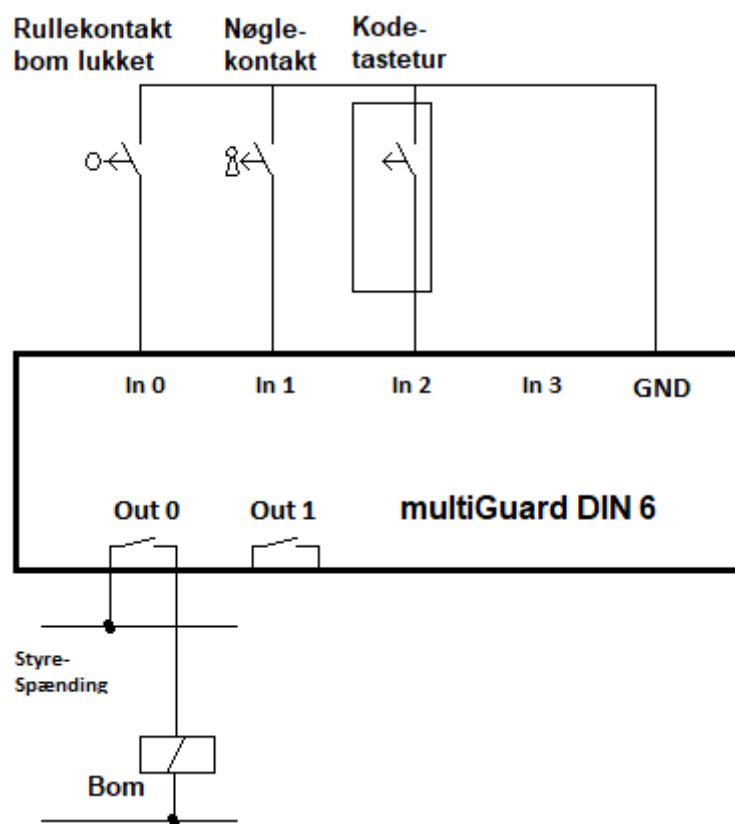 Rullekontakt
bom lukket
Nøgle-
kontakt
Kode-
tastetur
In 0
In 1
In 2
In 3
GND
Out 0
Out 1
multiGuard DIN 6
Styre-
Spænding
Bom